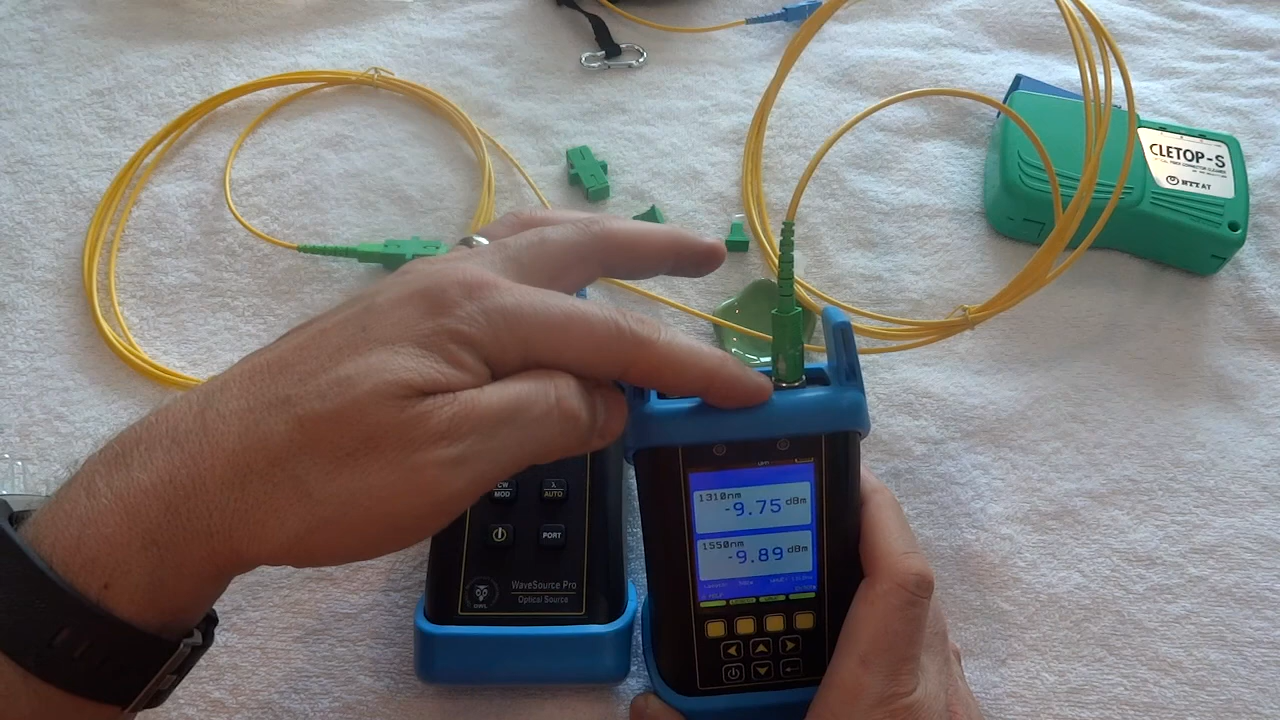 CLETOP-S
NTT AT
CW
MOD
λ
AUTO
PORT
WaveSource Pro
Optical Source
OWL
1310nm
-9.75 dBm
1550nm
-9.89 dBm